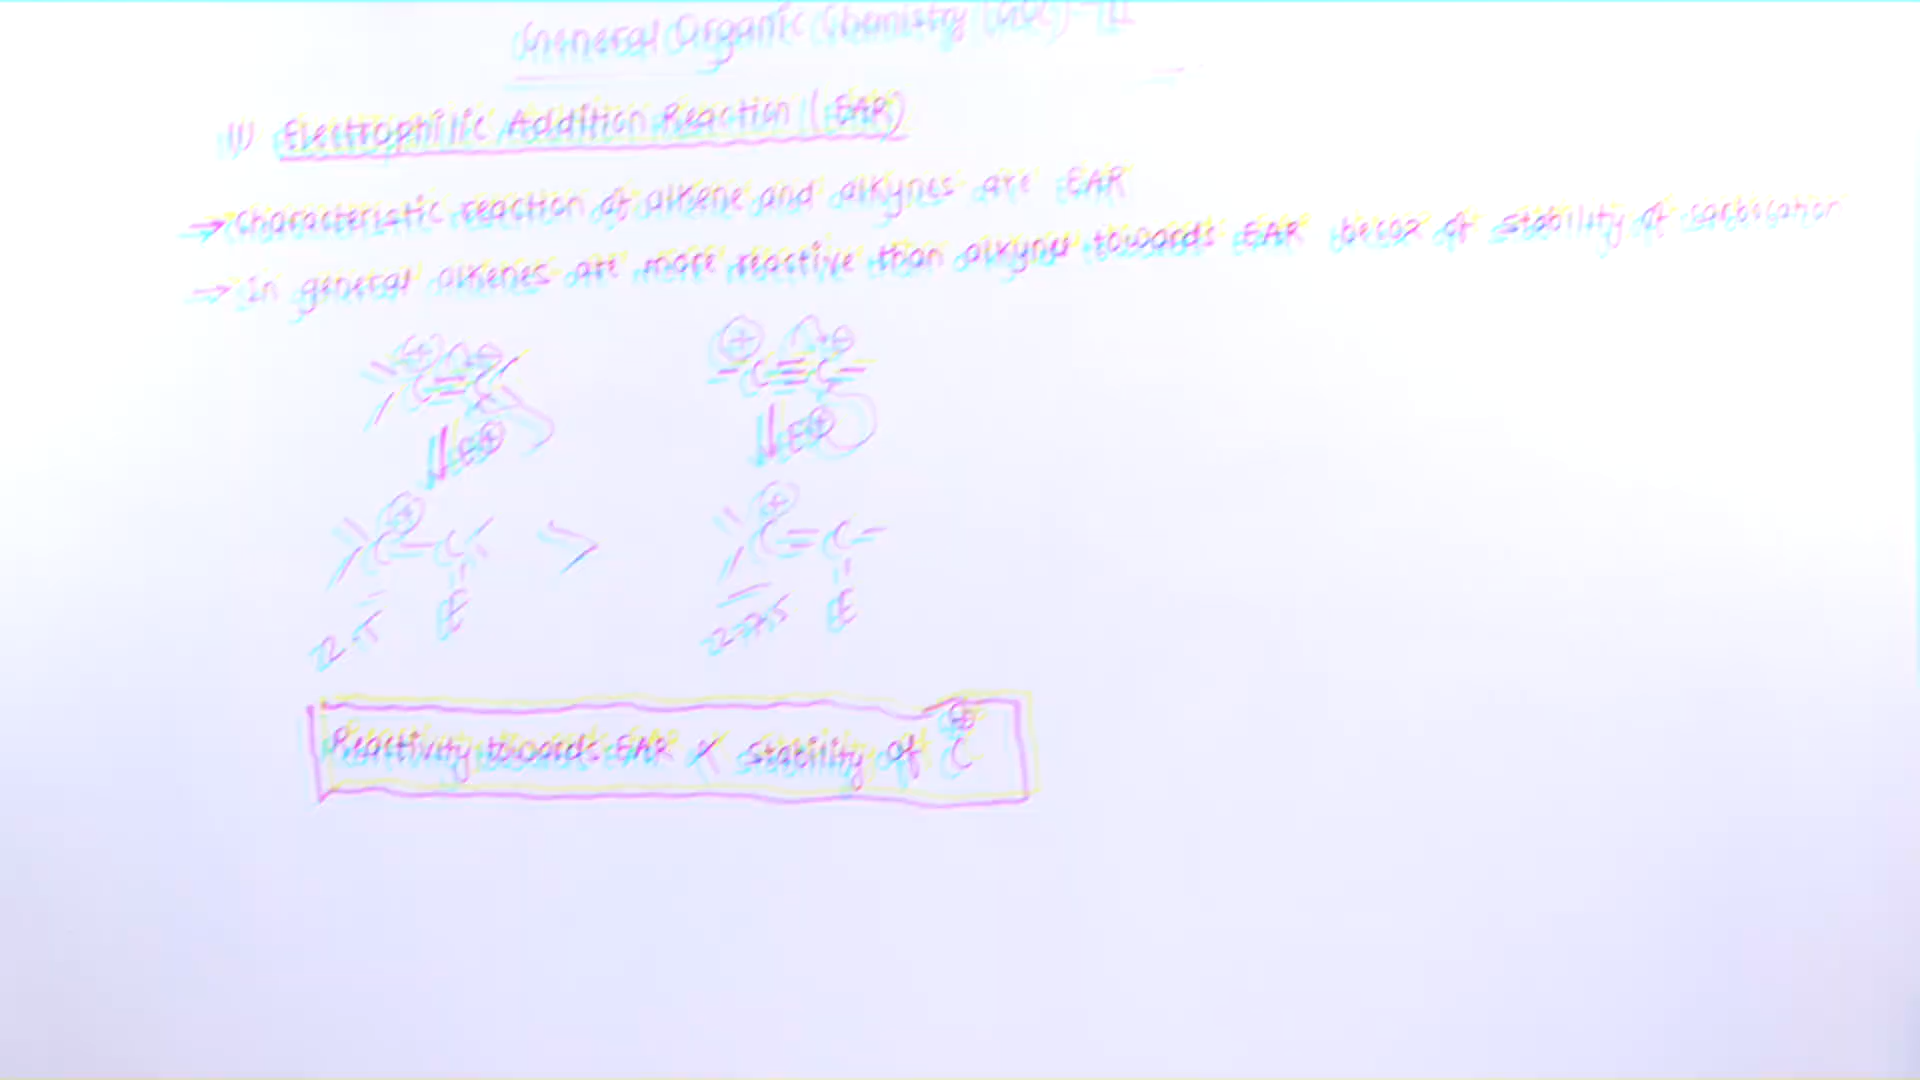 General Organic Chemistry (GOC)-II
(1) Electrophilic Addition Reaction (EAR)
→ Characteristic reaction of alkene and alkynes are EAR
→ In general alkenes are more reactive than alkynes towards EAR becoz of stability of carbocation
C=C C≡C
E⊕ E⊕
C-C > C=C
E E
Reactivity towards EAR ∝ stability of C⊕